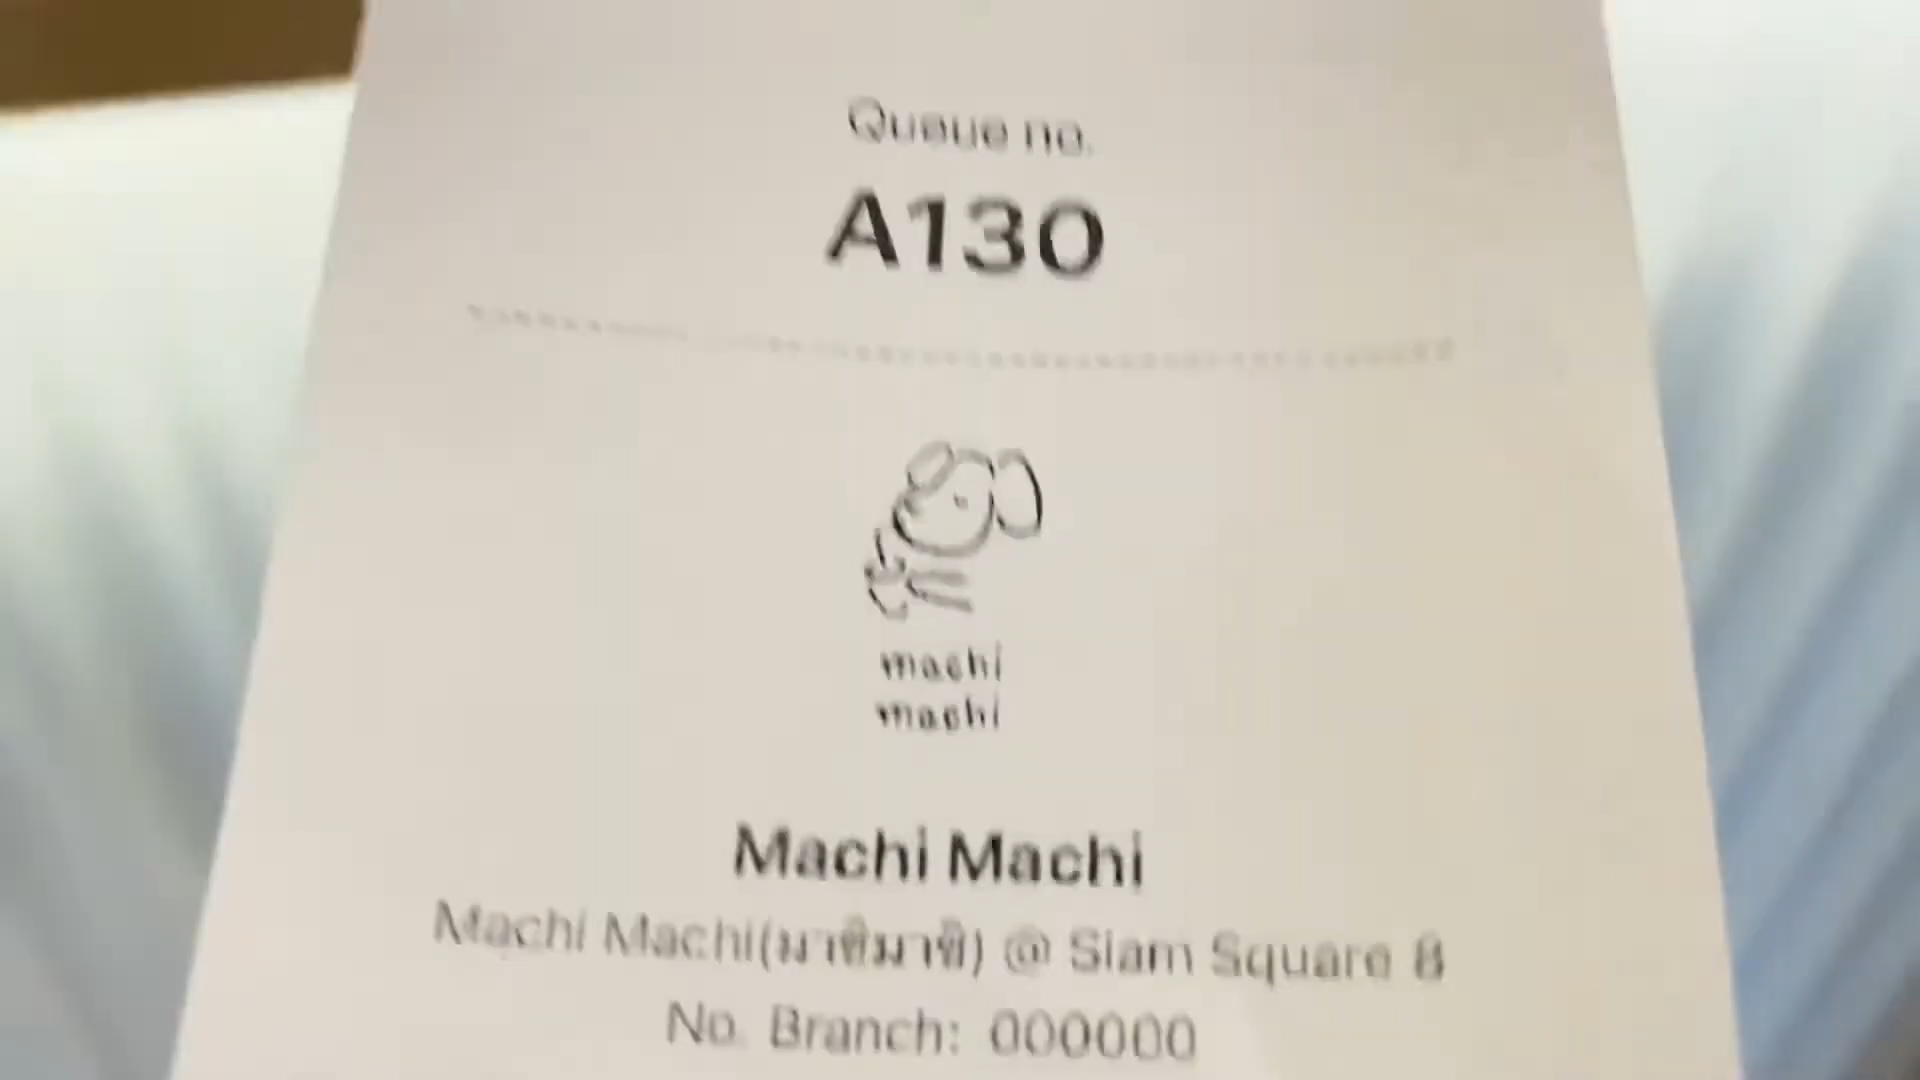 Queue no.
A130
machi
machi
Machi Machi
Machi Machi(มาชิมาชิ) @ Siam Square 8
No. Branch: 000000